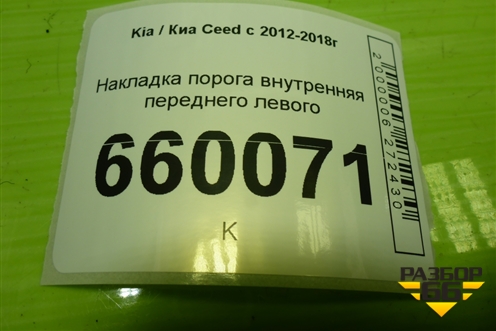 Kia / Киа Ceed с 2012-2018г
Накладка порога внутренняя
переднего левого
660071
К
2000006272430
РАЗБОР
66